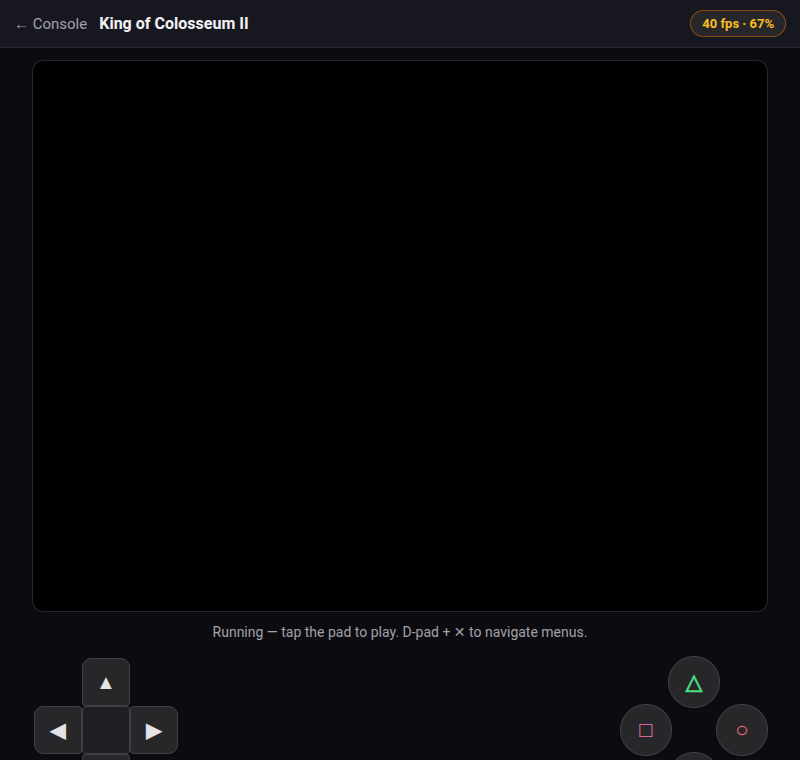 ← Console King of Colosseum II 40 fps · 67%
Running — tap the pad to play. D-pad + ✕ to navigate menus.
▲
△
◀ ▶ □ ○